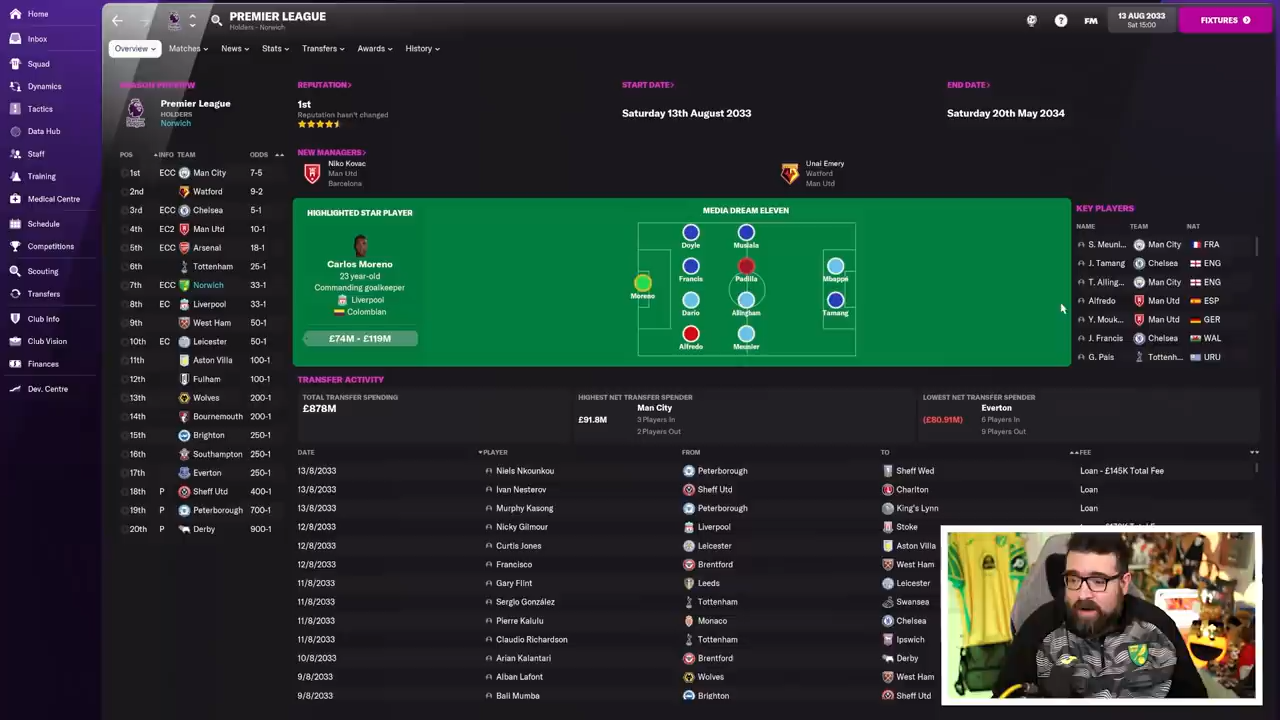 PREMIER LEAGUE
Holders - Norwich
13 AUG 2033
Sat 15:00
FM
FIXTURES
Home
Inbox
Squad
Dynamics
Tactics
Data Hub
Staff
Training
Medical Centre
Schedule
Competitions
Scouting
Transfers
Club Info
Club Vision
Finances
Dev. Centre
Overview
Matches
News
Stats
Transfers
Awards
History
SEASON PREVIEW
Premier League
HOLDERS
Norwich
REPUTATION>
1st
Reputation hasn't changed
START DATE>
Saturday 13th August 2033
END DATE>
Saturday 20th May 2034
NEW MANAGERS>
Niko Kovac
Man Utd
Barcelona
Unai Emery
Watford
Man Utd
POS INFO TEAM ODDS
1st ECC Man City 7-5
2nd Watford 9-2
3rd ECC Chelsea 5-1
4th EC2 Man Utd 10-1
5th ECC Arsenal 18-1
6th Tottenham 25-1
7th ECC Norwich 33-1
8th EC Liverpool 33-1
9th West Ham 50-1
10th EC Leicester 50-1
11th Aston Villa 100-1
12th Fulham 100-1
13th Wolves 200-1
14th Bournemouth 200-1
15th Brighton 250-1
16th Southampton 250-1
17th Everton 250-1
18th P Sheff Utd 400-1
19th P Peterborough 700-1
20th P Derby 900-1
HIGHLIGHTED STAR PLAYER
Carlos Moreno
23 year-old
Commanding goalkeeper
Liverpool
Colombian
£74M - £119M
MEDIA DREAM ELEVEN
Doyle
Musiala
Francis
Padilla
Mbappé
Moreno
Dario
Allingham
Tamang
Alfredo
Meunier
KEY PLAYERS
NAME TEAM NAT
S. Meuni... Man City FRA
J. Tamang Chelsea ENG
T. Alling... Man City ENG
Alfredo Man Utd ESP
Y. Mouk... Man Utd GER
J. Francis Chelsea WAL
G. Pais Tottenh... URU
TRANSFER ACTIVITY
TOTAL TRANSFER SPENDING
£878M
HIGHEST NET TRANSFER SPENDER
£91.8M
Man City
3 Players In
2 Players Out
LOWEST NET TRANSFER SPENDER
(£80.91M)
Everton
6 Players In
9 Players Out
DATE PLAYER FROM TO FEE
13/8/2033 Niels Nkounkou Peterborough Sheff Wed Loan - £145K Total Fee
13/8/2033 Ivan Nesterov Sheff Utd Charlton Loan
13/8/2033 Murphy Kasong Peterborough King's Lynn Loan
12/8/2033 Nicky Gilmour Liverpool Stoke
12/8/2033 Curtis Jones Leicester Aston Villa
12/8/2033 Francisco Brentford West Ham
11/8/2033 Gary Flint Leeds Leicester
11/8/2033 Sergio González Tottenham Swansea
11/8/2033 Pierre Kalulu Monaco Chelsea
11/8/2033 Claudio Richardson Tottenham Ipswich
10/8/2033 Arian Kalantari Brentford Derby
9/8/2033 Alban Lafont Wolves West Ham
9/8/2033 Bali Mumba Brighton Sheff Utd